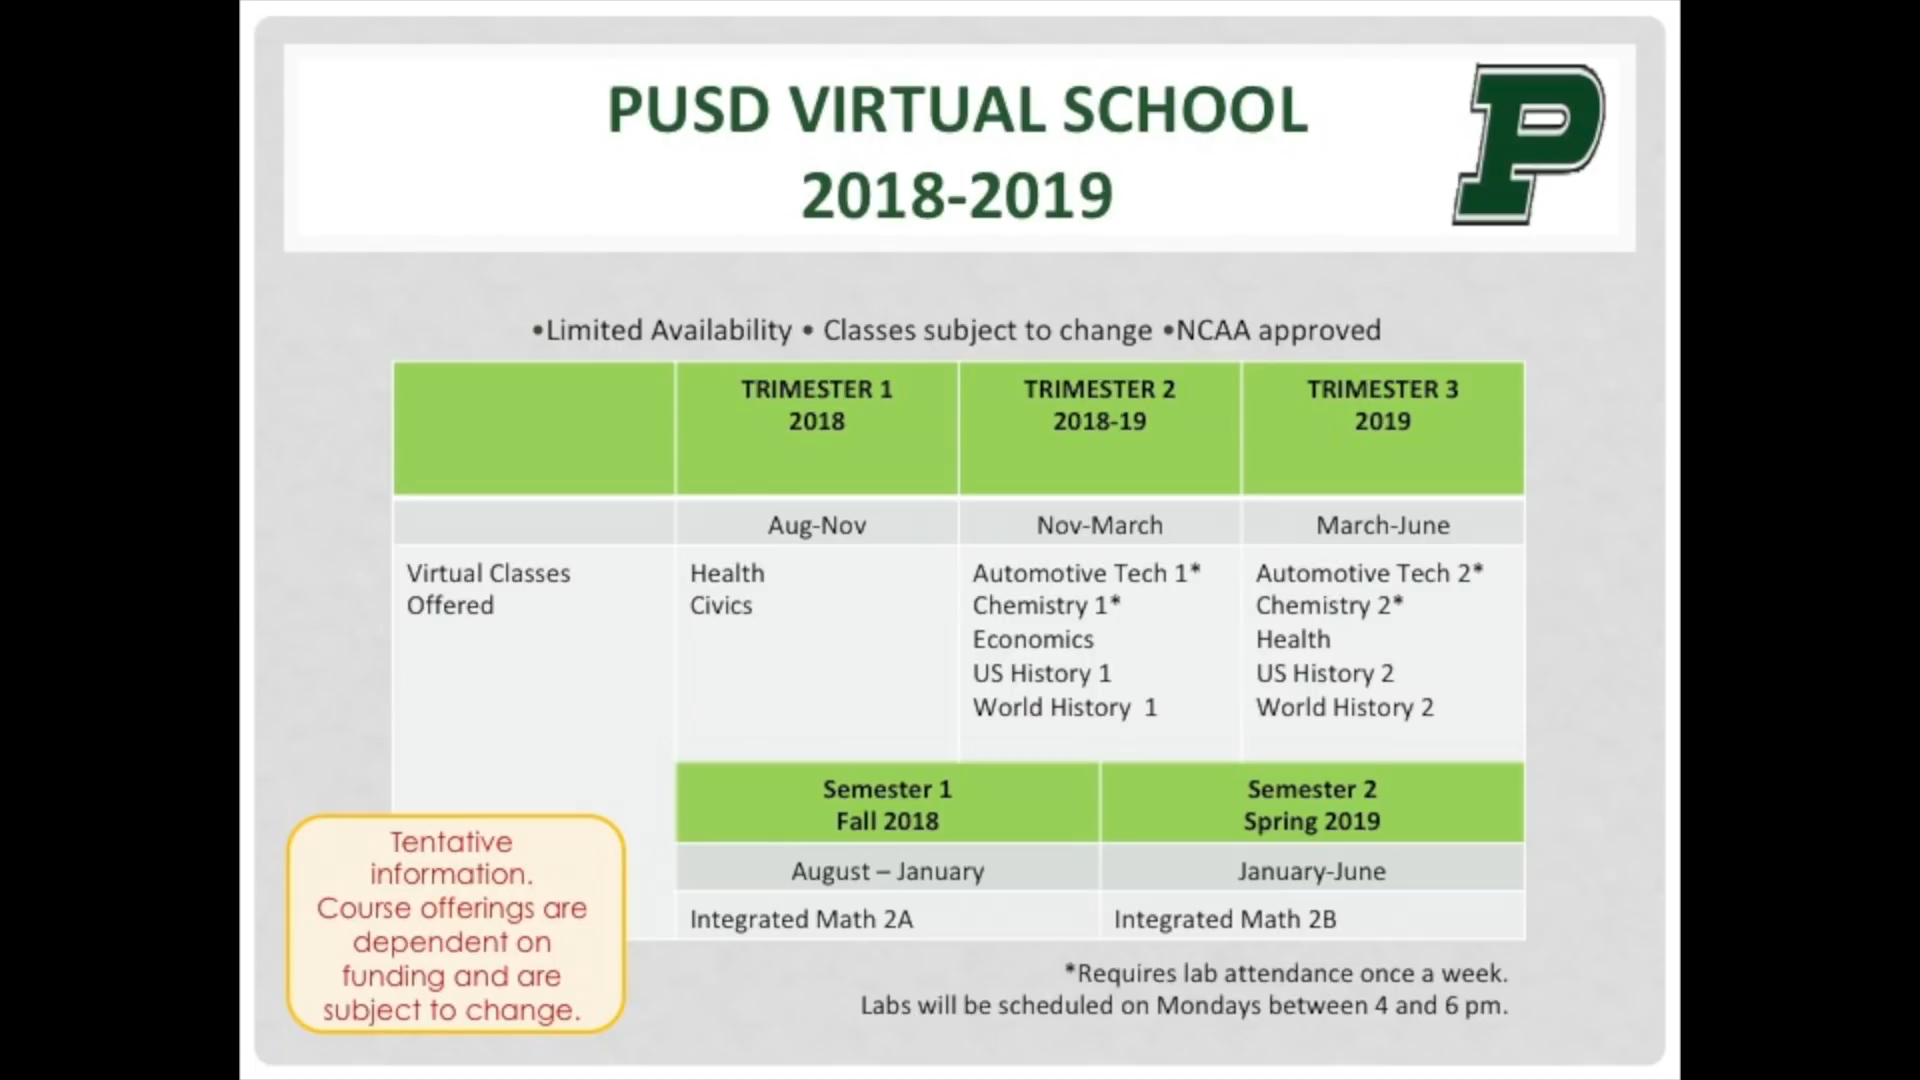 PUSD VIRTUAL SCHOOL
2018-2019
P
•Limited Availability • Classes subject to change •NCAA approved
TRIMESTER 1
2018
TRIMESTER 2
2018-19
TRIMESTER 3
2019
Aug-Nov
Nov-March
March-June
Virtual Classes
Offered
Health
Civics
Automotive Tech 1*
Chemistry 1*
Economics
US History 1
World History  1
Automotive Tech 2*
Chemistry 2*
Health
US History 2
World History 2
Semester 1
Fall 2018
Semester 2
Spring 2019
August – January
January-June
Integrated Math 2A
Integrated Math 2B
Tentative
information.
Course offerings are
dependent on
funding and are
subject to change.
*Requires lab attendance once a week.
Labs will be scheduled on Mondays between 4 and 6 pm.